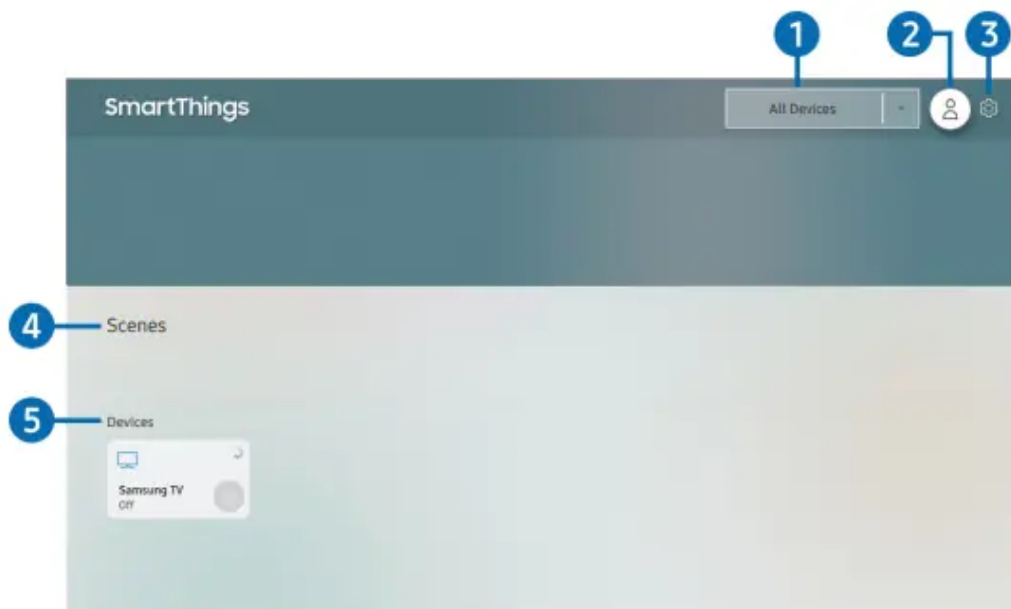 1
2
3
SmartThings
All Devices
4
Scenes
5
Devices
Samsung TV
Off